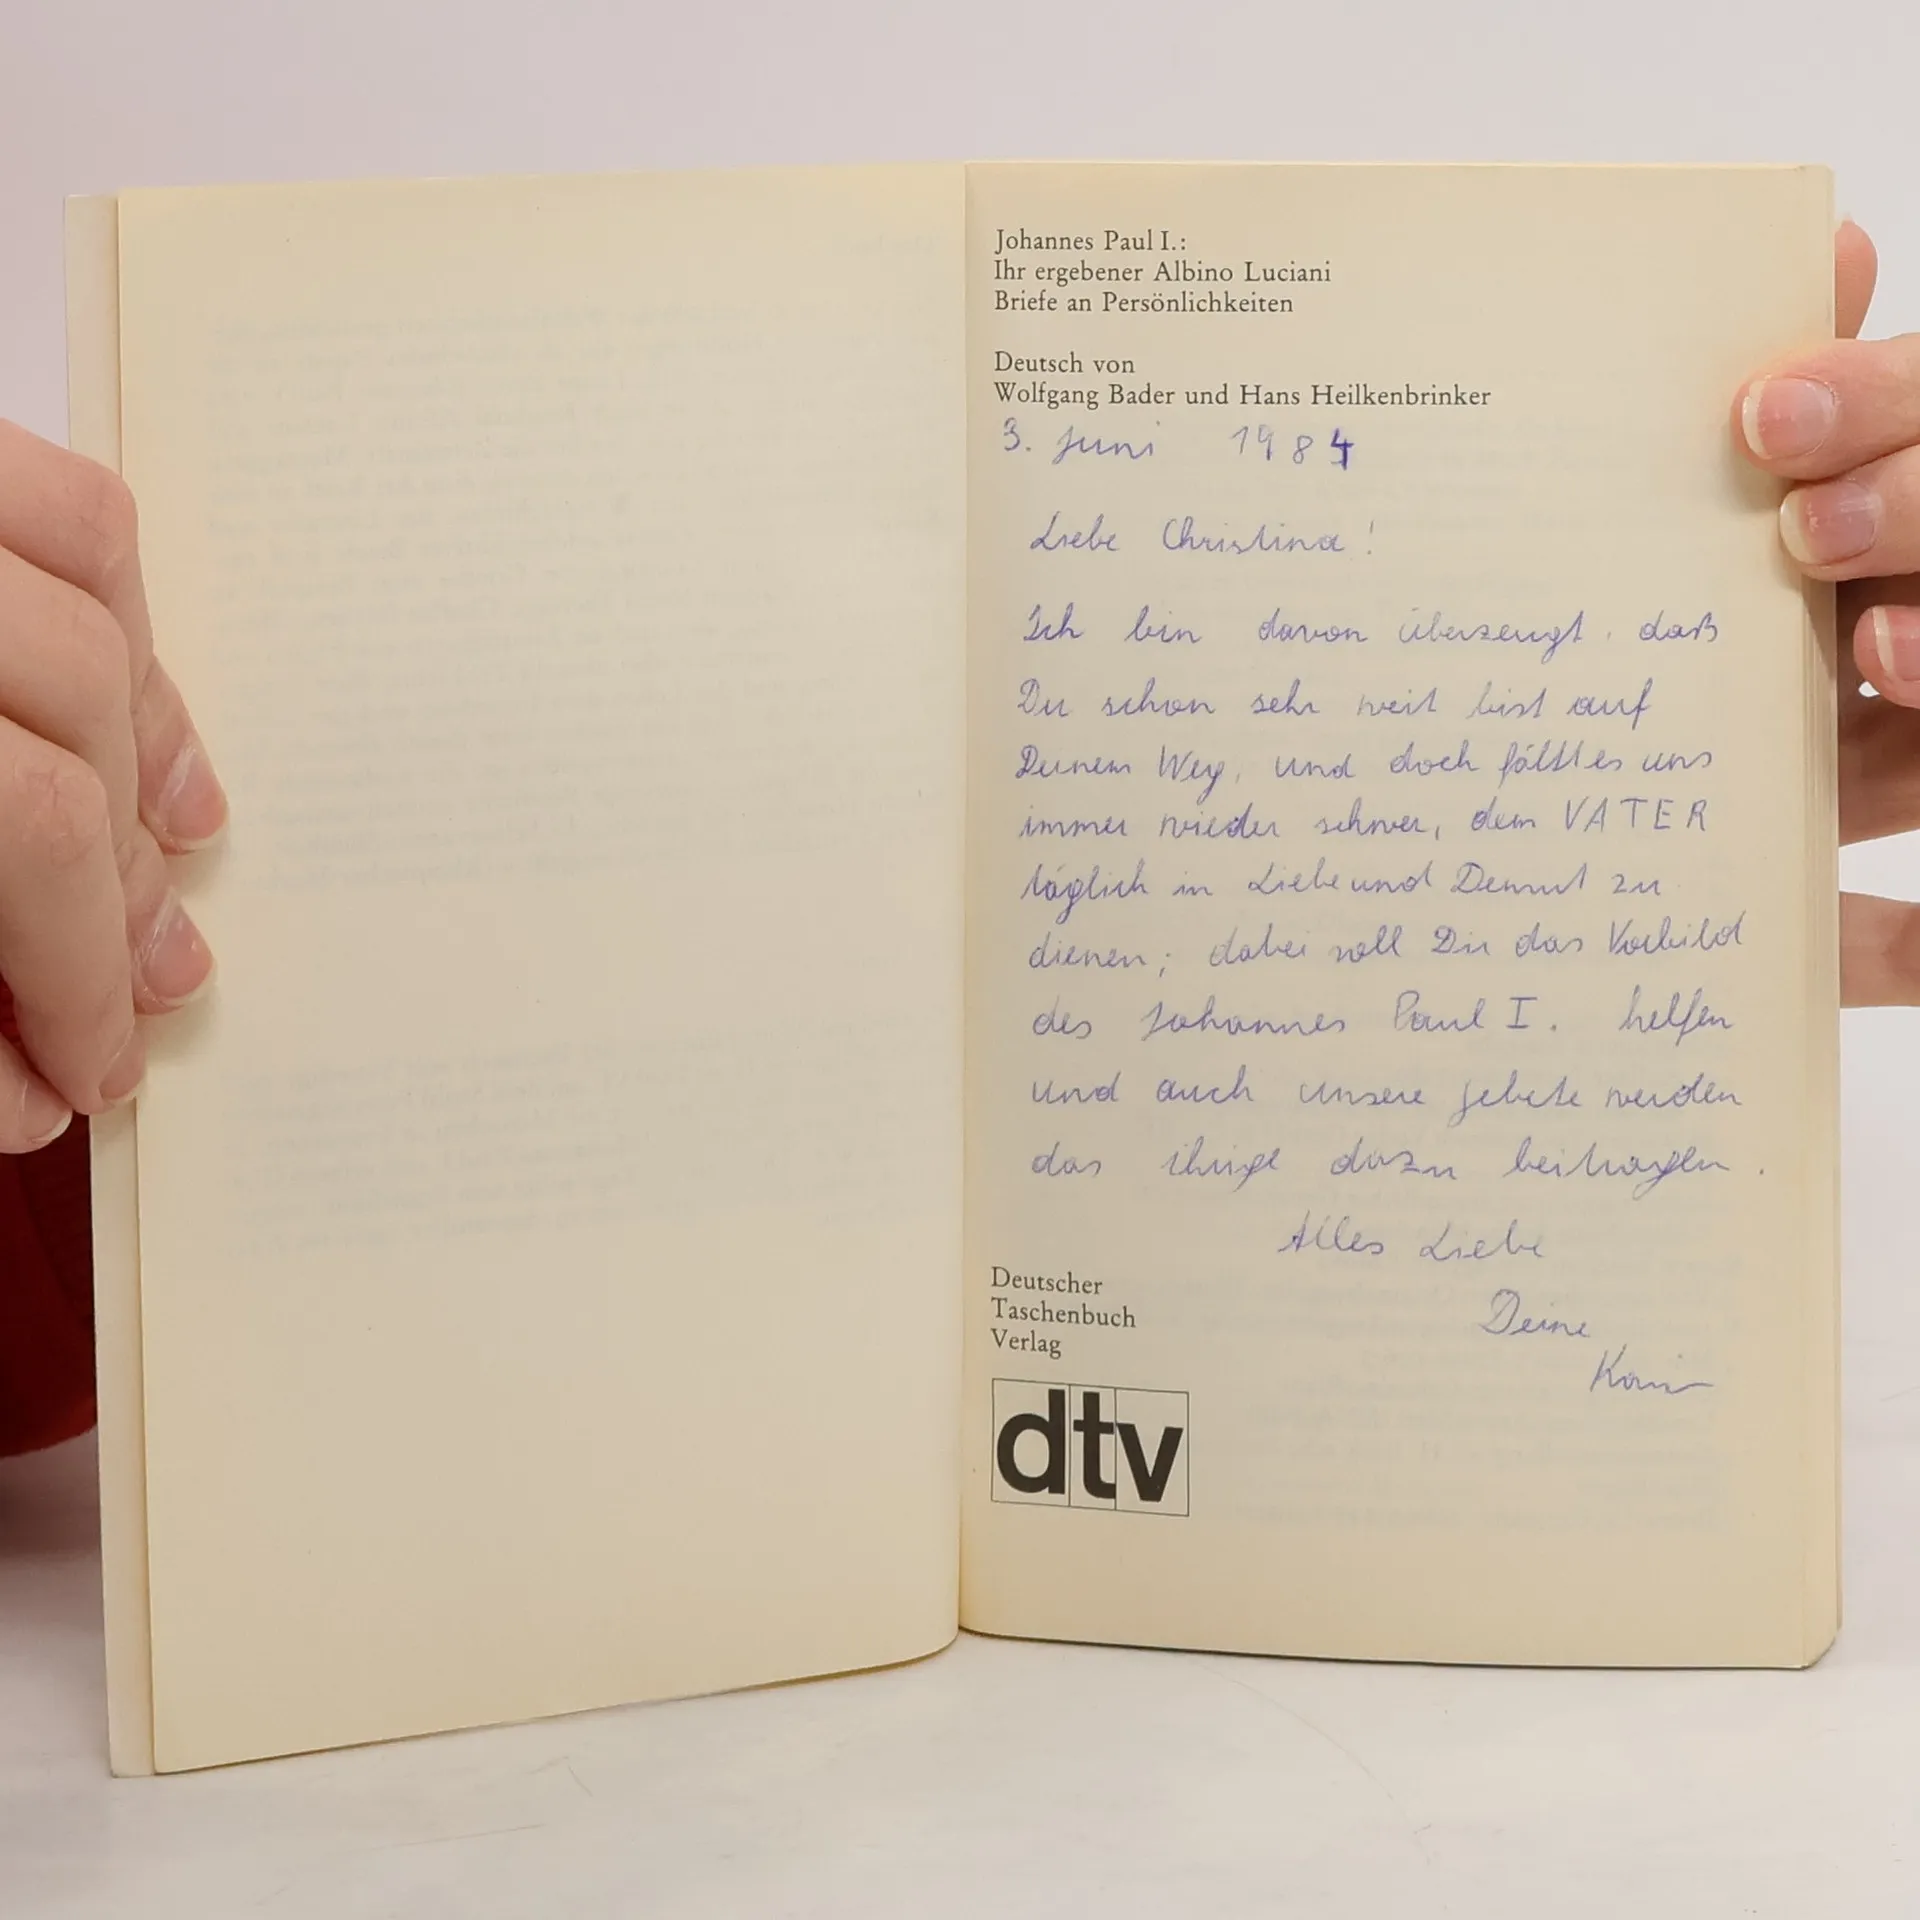 Johannes Paul I.:
Ihr ergebener Albino Luciani
Briefe an Persönlichkeiten
Deutsch von
Wolfgang Bader und Hans Heilkenbrinker
3. Juni 1984
Liebe Christina!
Ich bin davon überzeugt, daß
Du schon sehr weit bist auf
Deinem Weg, und doch fällt es uns
immer wieder schwer, dem VATER
täglich in Liebe und Demut zu
dienen; dabei soll Dir das Vorbild
des Johannes Paul I. helfen
und auch unsere Gebete werden
das ihrige dazu beitragen.
Alles Liebe
Deine
Deutscher
Taschenbuch
Verlag
dtv